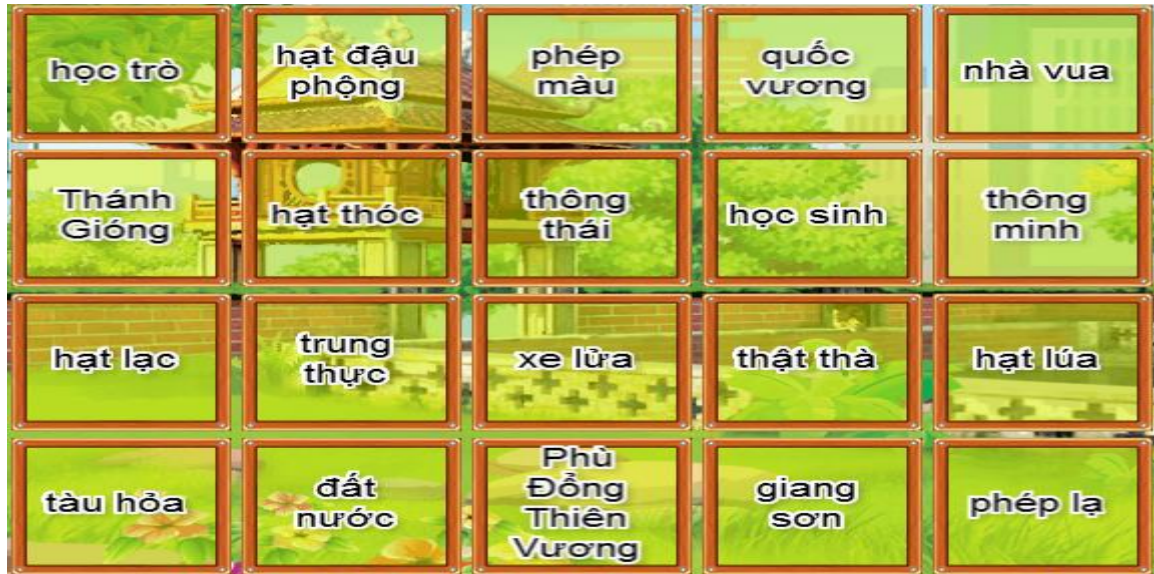 học trò
hạt đậu
phộng
phép
màu
quốc
vương
nhà vua
Thánh
Gióng
hạt thóc
thông
thái
học sinh
thông
minh
hạt lạc
trung
thực
xe lửa
thật thà
hạt lúa
tàu hỏa
đất
nước
Phù
Đổng
Thiên
Vương
giang
sơn
phép lạ